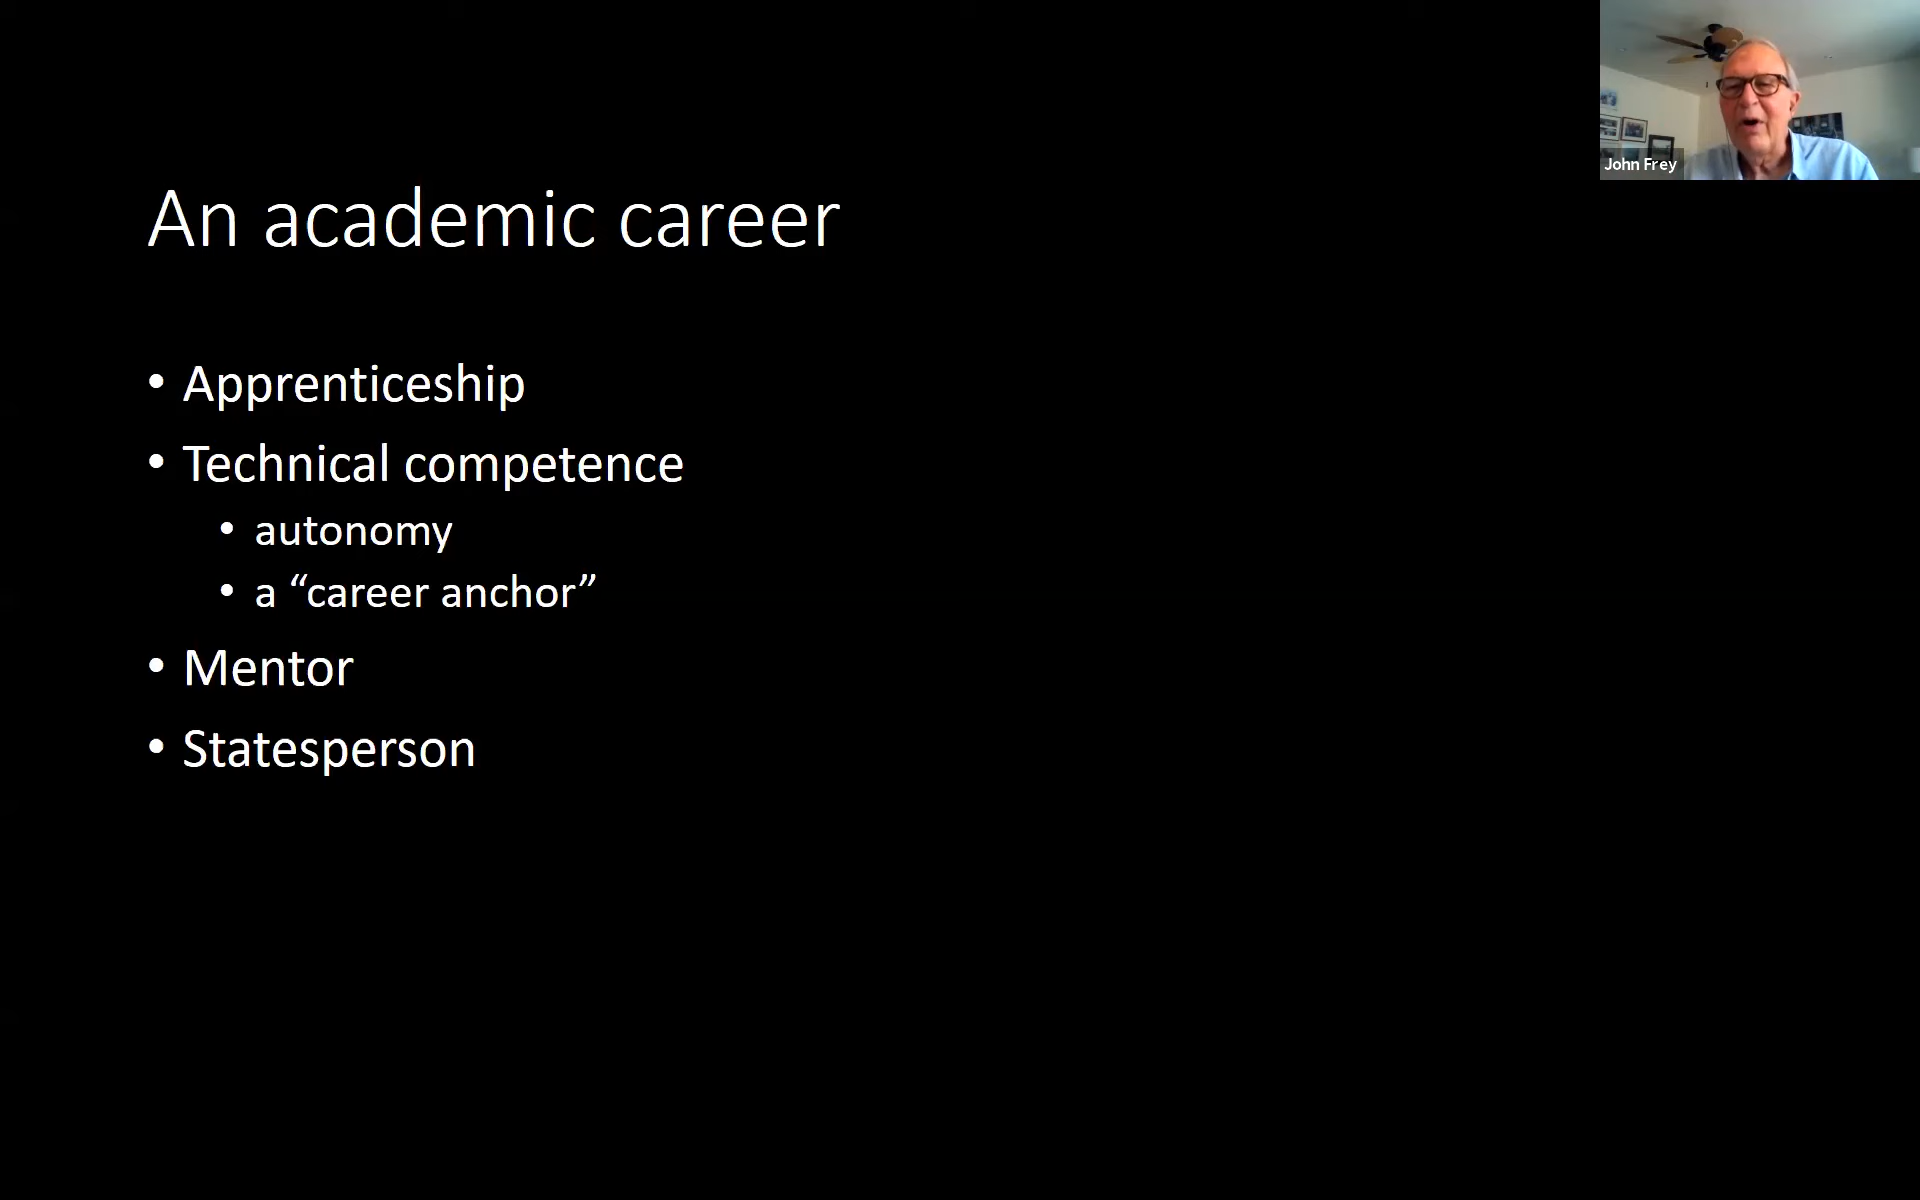 John Frey
An academic career
• Apprenticeship
• Technical competence
• autonomy
• a “career anchor”
• Mentor
• Statesperson